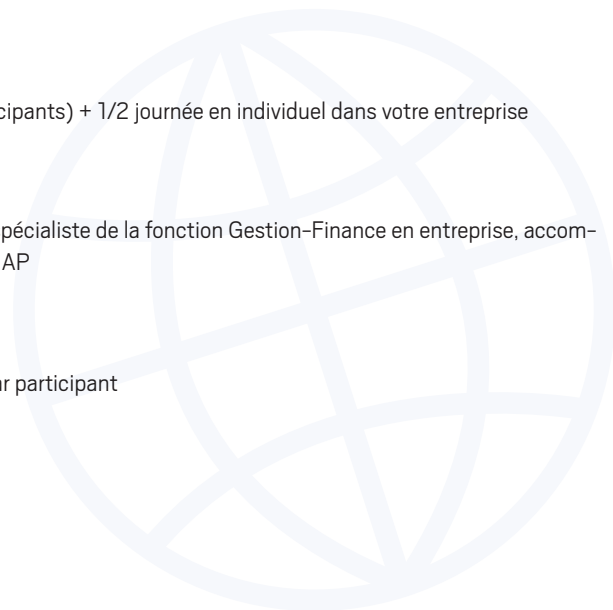 cipants) + 1/2 journée en individuel dans votre entreprise
pécialiste de la fonction Gestion-Finance en entreprise, accom-
AP
ar participant